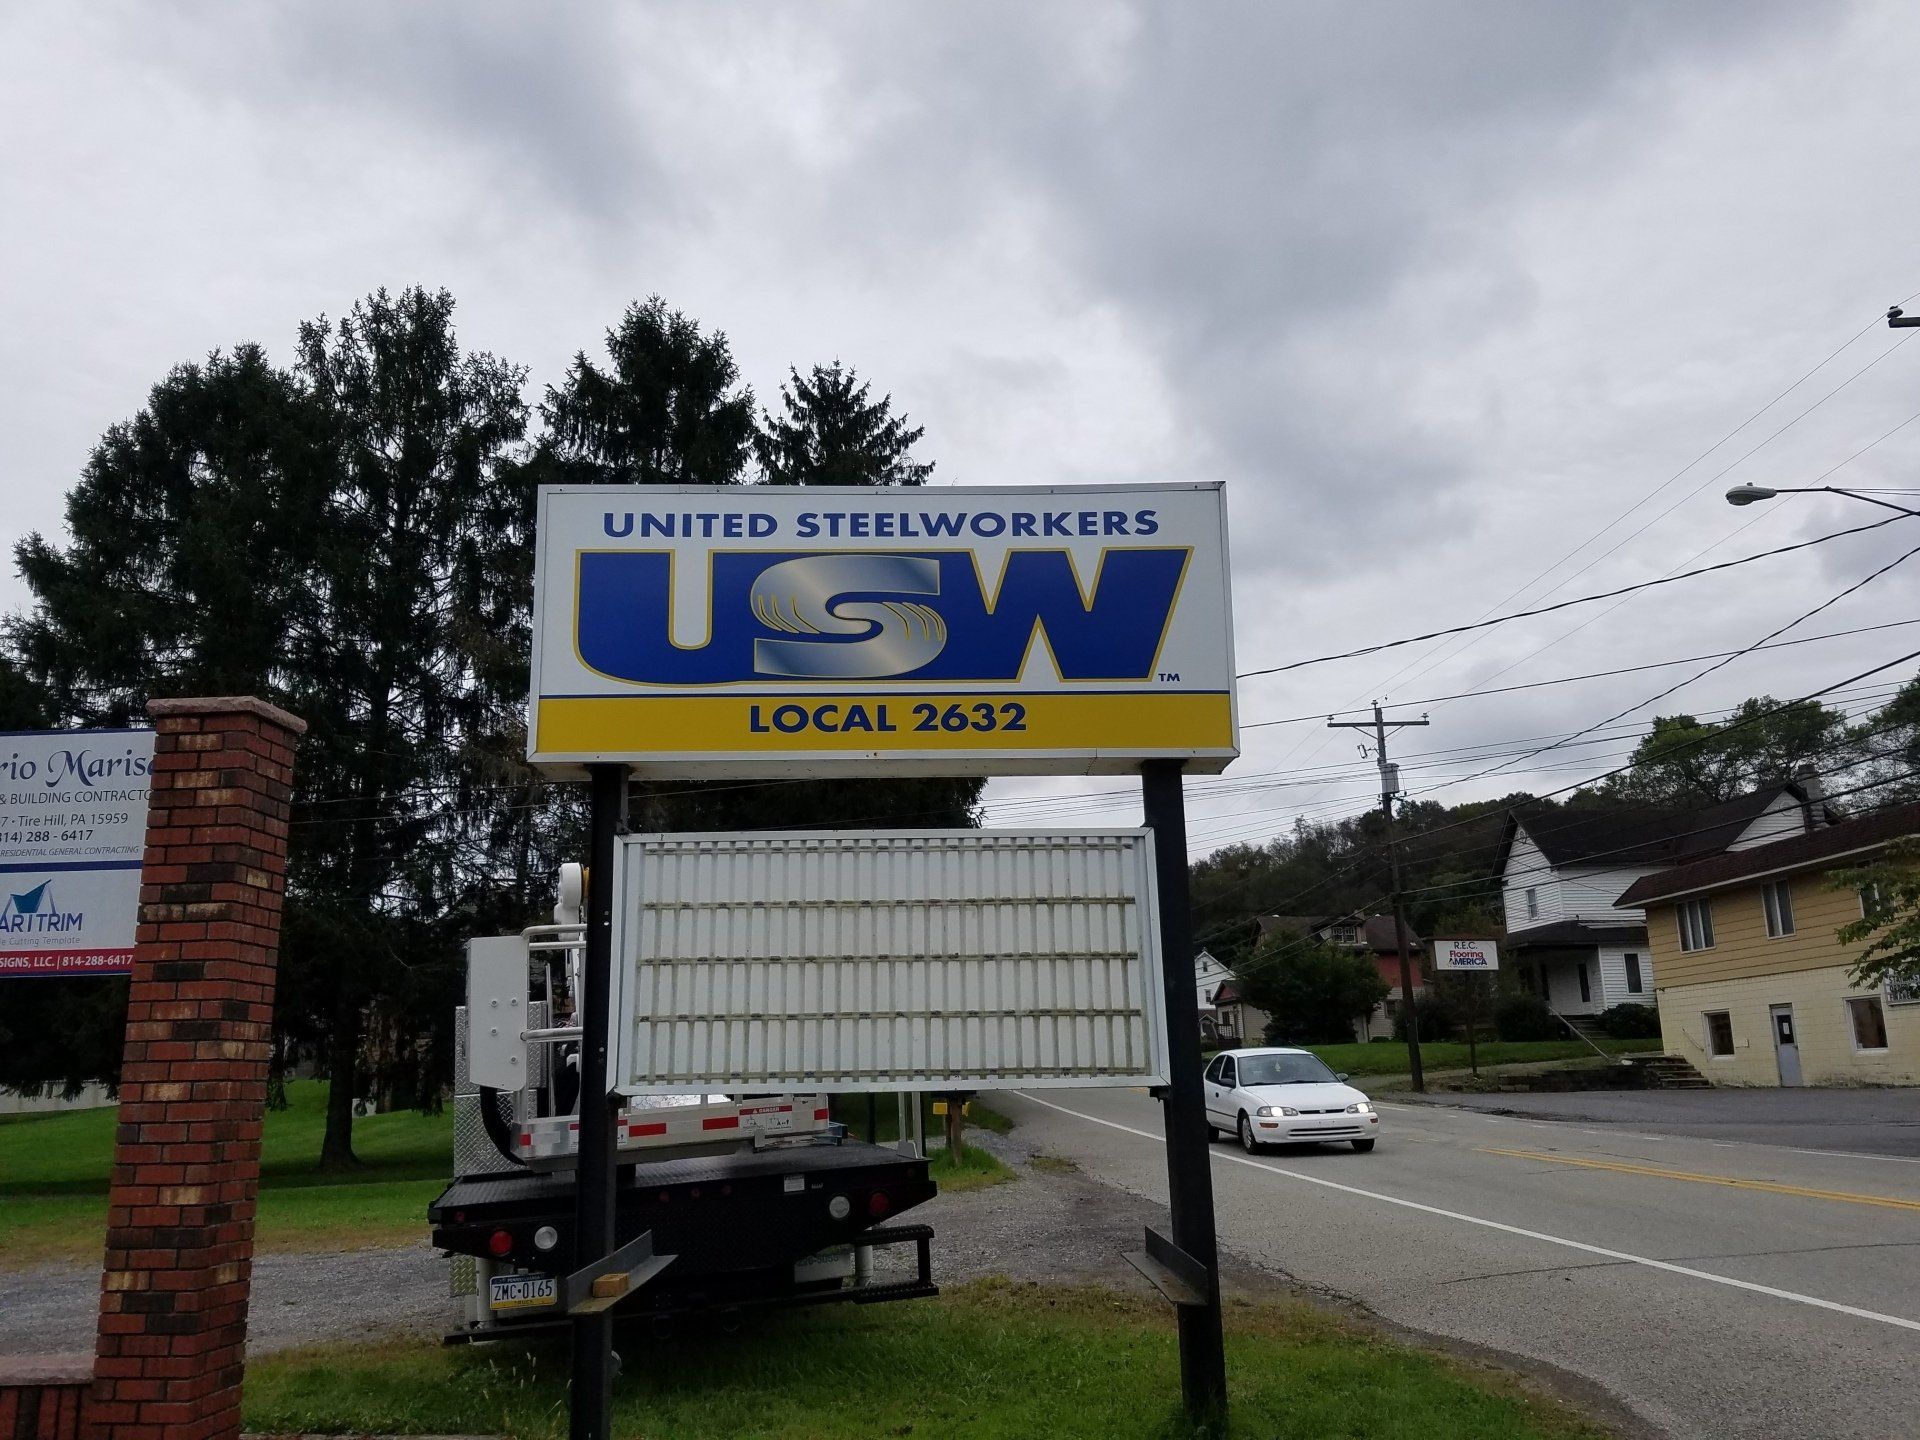 UNITED STEELWORKERS
USW
TM
LOCAL 2632
rio Maris
& BUILDING CONTRACTO
7 • Tire Hill, PA 15959
814) 288 - 6417
RESIDENTIAL GENERAL CONTRACTING
ARITRIM
Cutting Template
SIGNS, LLC. | 814-288-6417
R.E.C.
Flooring
AMERICA
DANGER
ZMC-0165
TRUCK